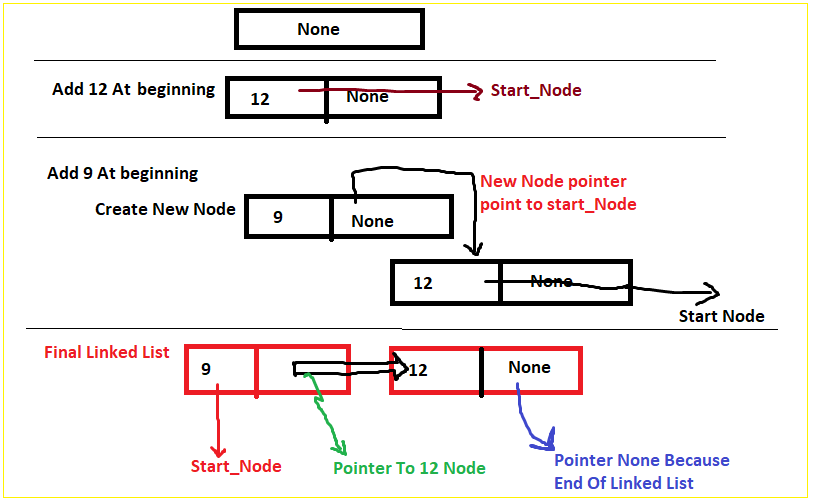 None
Add 12 At beginning
12
None
Start_Node
Add 9 At beginning
Create New Node
9
None
New Node pointer
point to start_Node
12
None
Start Node
Final Linked List
9
12
None
Start_Node
Pointer To 12 Node
Pointer None Because
End Of Linked List